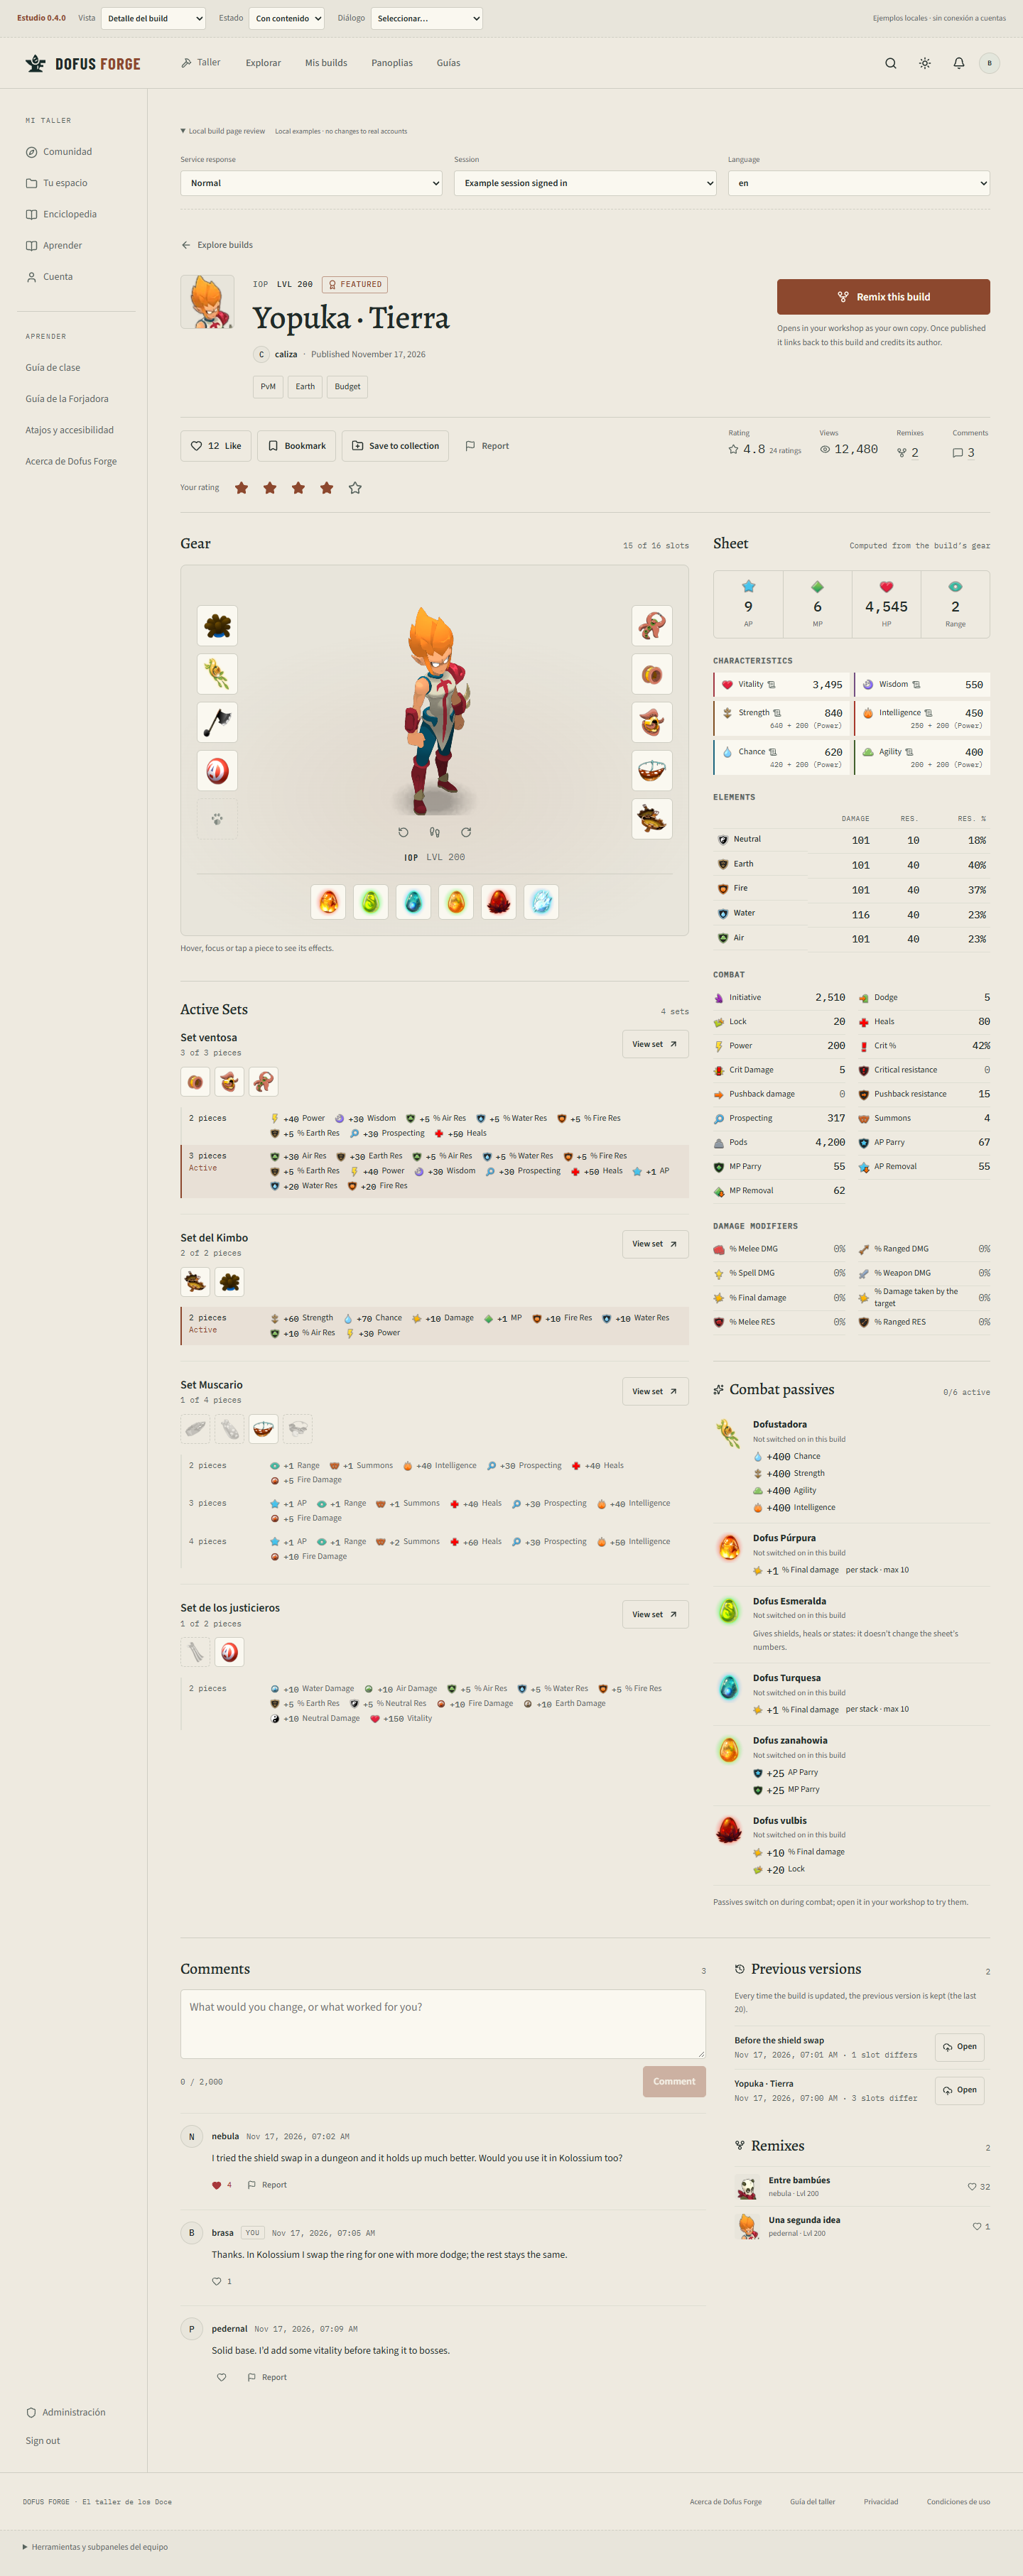 Estudio 0.4.0 Vista Detalle del build Estado Con contenido Diálogo Seleccionar... Ejemplos locales · sin conexión a cuentas
DOFUS FORGE Taller Explorar Mis builds Panoplias Guías B
MI TALLER
Comunidad
Tu espacio
Enciclopedia
Aprender
Cuenta
APRENDER
Guía de clase
Guía de la Forjadora
Atajos y accesibilidad
Acerca de Dofus Forge
▼ Local build page review Local examples · no changes to real accounts
Service response Session Language
Normal Example session signed in en
Explore builds
IOP LVL 200 FEATURED
Yopuka · Tierra
C caliza · Published November 17, 2026
PvM Earth Budget
Remix this build
Opens in your workshop as your own copy. Once published
it links back to this build and credits its author.
12 Like Bookmark Save to collection Report
Rating Views Remixes Comments
4.8 24 ratings 12,480 2 3
Your rating
Gear 15 of 16 slots
IOP LVL 200
Hover, focus or tap a piece to see its effects.
Active Sets 4 sets
Set ventosa View set
3 of 3 pieces
2 pieces +40 Power +30 Wisdom +5 % Air Res +5 % Water Res +5 % Fire Res
+5 % Earth Res +30 Prospecting +50 Heals
3 pieces +30 Air Res +30 Earth Res +5 % Air Res +5 % Water Res +5 % Fire Res
Active +5 % Earth Res +40 Power +30 Wisdom +30 Prospecting +50 Heals +1 AP
+20 Water Res +20 Fire Res
Set del Kimbo View set
2 of 2 pieces
2 pieces +60 Strength +70 Chance +10 Damage +1 MP +10 Fire Res +10 Water Res
Active +10 % Air Res +30 Power
Set Muscario View set
1 of 4 pieces
2 pieces +1 Range +1 Summons +40 Intelligence +30 Prospecting +40 Heals
+5 Fire Damage
3 pieces +1 AP +1 Range +1 Summons +40 Heals +30 Prospecting +40 Intelligence
+5 Fire Damage
4 pieces +1 AP +1 Range +2 Summons +60 Heals +30 Prospecting +50 Intelligence
+10 Fire Damage
Set de los justicieros View set
1 of 2 pieces
2 pieces +10 Water Damage +10 Air Damage +5 % Air Res +5 % Water Res +5 % Fire Res
+5 % Earth Res +5 % Neutral Res +10 Fire Damage +10 Earth Damage
+10 Neutral Damage +150 Vitality
Sheet Computed from the build's gear
9 6 4,545 2
AP MP HP Range
CHARACTERISTICS
Vitality 3,495 Wisdom 550
Strength 840 Intelligence 450
640 + 200 (Power) 250 + 200 (Power)
Chance 620 Agility 400
420 + 200 (Power) 200 + 200 (Power)
ELEMENTS
DAMAGE RES. RES. %
Neutral 101 10 18%
Earth 101 40 40%
Fire 101 40 37%
Water 116 40 23%
Air 101 40 23%
COMBAT
Initiative 2,510 Dodge 5
Lock 20 Heals 80
Power 200 Crit % 42%
Crit Damage 5 Critical resistance 0
Pushback damage 0 Pushback resistance 15
Prospecting 317 Summons 4
Pods 4,200 AP Parry 67
MP Parry 55 AP Removal 55
MP Removal 62
DAMAGE MODIFIERS
% Melee DMG 0% % Ranged DMG 0%
% Spell DMG 0% % Weapon DMG 0%
% Final damage 0% % Damage taken by the target 0%
% Melee RES 0% % Ranged RES 0%
Combat passives 0/6 active
Dofustadora
Not switched on in this build
+400 Chance
+400 Strength
+400 Agility
+400 Intelligence
Dofus Púrpura
Not switched on in this build
+1 % Final damage per stack · max 10
Dofus Esmeralda
Not switched on in this build
Gives shields, heals or states: it doesn't change the sheet's
numbers.
Dofus Turquesa
Not switched on in this build
+1 % Final damage per stack · max 10
Dofus zanahowia
Not switched on in this build
+25 AP Parry
+25 MP Parry
Dofus vulbis
Not switched on in this build
+10 % Final damage
+20 Lock
Passives switch on during combat; open it in your workshop to try them.
Comments 3
What would you change, or what worked for you?
0 / 2,000 Comment
N nebula Nov 17, 2026, 07:02 AM
I tried the shield swap in a dungeon and it holds up much better. Would you use it in Kolossium too?
4 Report
B brasa YOU Nov 17, 2026, 07:05 AM
Thanks. In Kolossium I swap the ring for one with more dodge; the rest stays the same.
1
P pedernal Nov 17, 2026, 07:09 AM
Solid base. I'd add some vitality before taking it to bosses.
Report
Previous versions 2
Every time the build is updated, the previous version is kept (the last
20).
Before the shield swap Open
Nov 17, 2026, 07:01 AM · 1 slot differs
Yopuka · Tierra Open
Nov 17, 2026, 07:00 AM · 3 slots differ
Remixes 2
Entre bambúes 32
nebula · Lvl 200
Una segunda idea 1
pedernal · Lvl 200
Administración
Sign out
DOFUS FORGE · El taller de los Doce Acerca de Dofus Forge Guía del taller Privacidad Condiciones de uso
▶ Herramientas y subpaneles del equipo